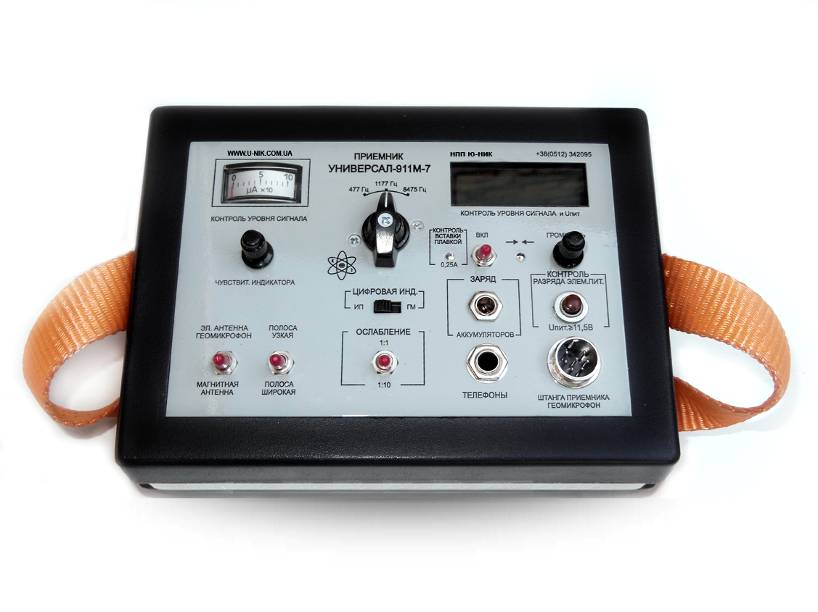 WWW.U-NIK.COM.UA
ПРИЕМНИК
УНИВЕРСАЛ-911М-7
НПП Ю-НИК
+38(0512) 342095
0 5 10
µA ×10
477 Гц
1177 Гц
8475 Гц
КОНТРОЛЬ УРОВНЯ СИГНАЛА
КОНТРОЛЬ УРОВНЯ СИГНАЛА и Uпит
КОНТРОЛЬ
ВСТАВКИ
ПЛАВКОЙ
0,25А
ВКЛ
ЧУВСТВИТ. ИНДИКАТОРА
ЦИФРОВАЯ ИНД.
ИП
ГМ
ЗАРЯД
АККУМУЛЯТОРОВ
КОНТРОЛЬ
РАЗРЯДА ЭЛЕМ.ПИТ.
Uпит.≥11,5В
ЭЛ. АНТЕННА
ГЕОМИКРОФОН
МАГНИТНАЯ
АНТЕННА
ПОЛОСА
УЗКАЯ
ПОЛОСА
ШИРОКАЯ
ОСЛАБЛЕНИЕ
1:1
1:10
ТЕЛЕФОНЫ
ШТАНГА ПРИЕМНИКА
ГЕОМИКРОФОН